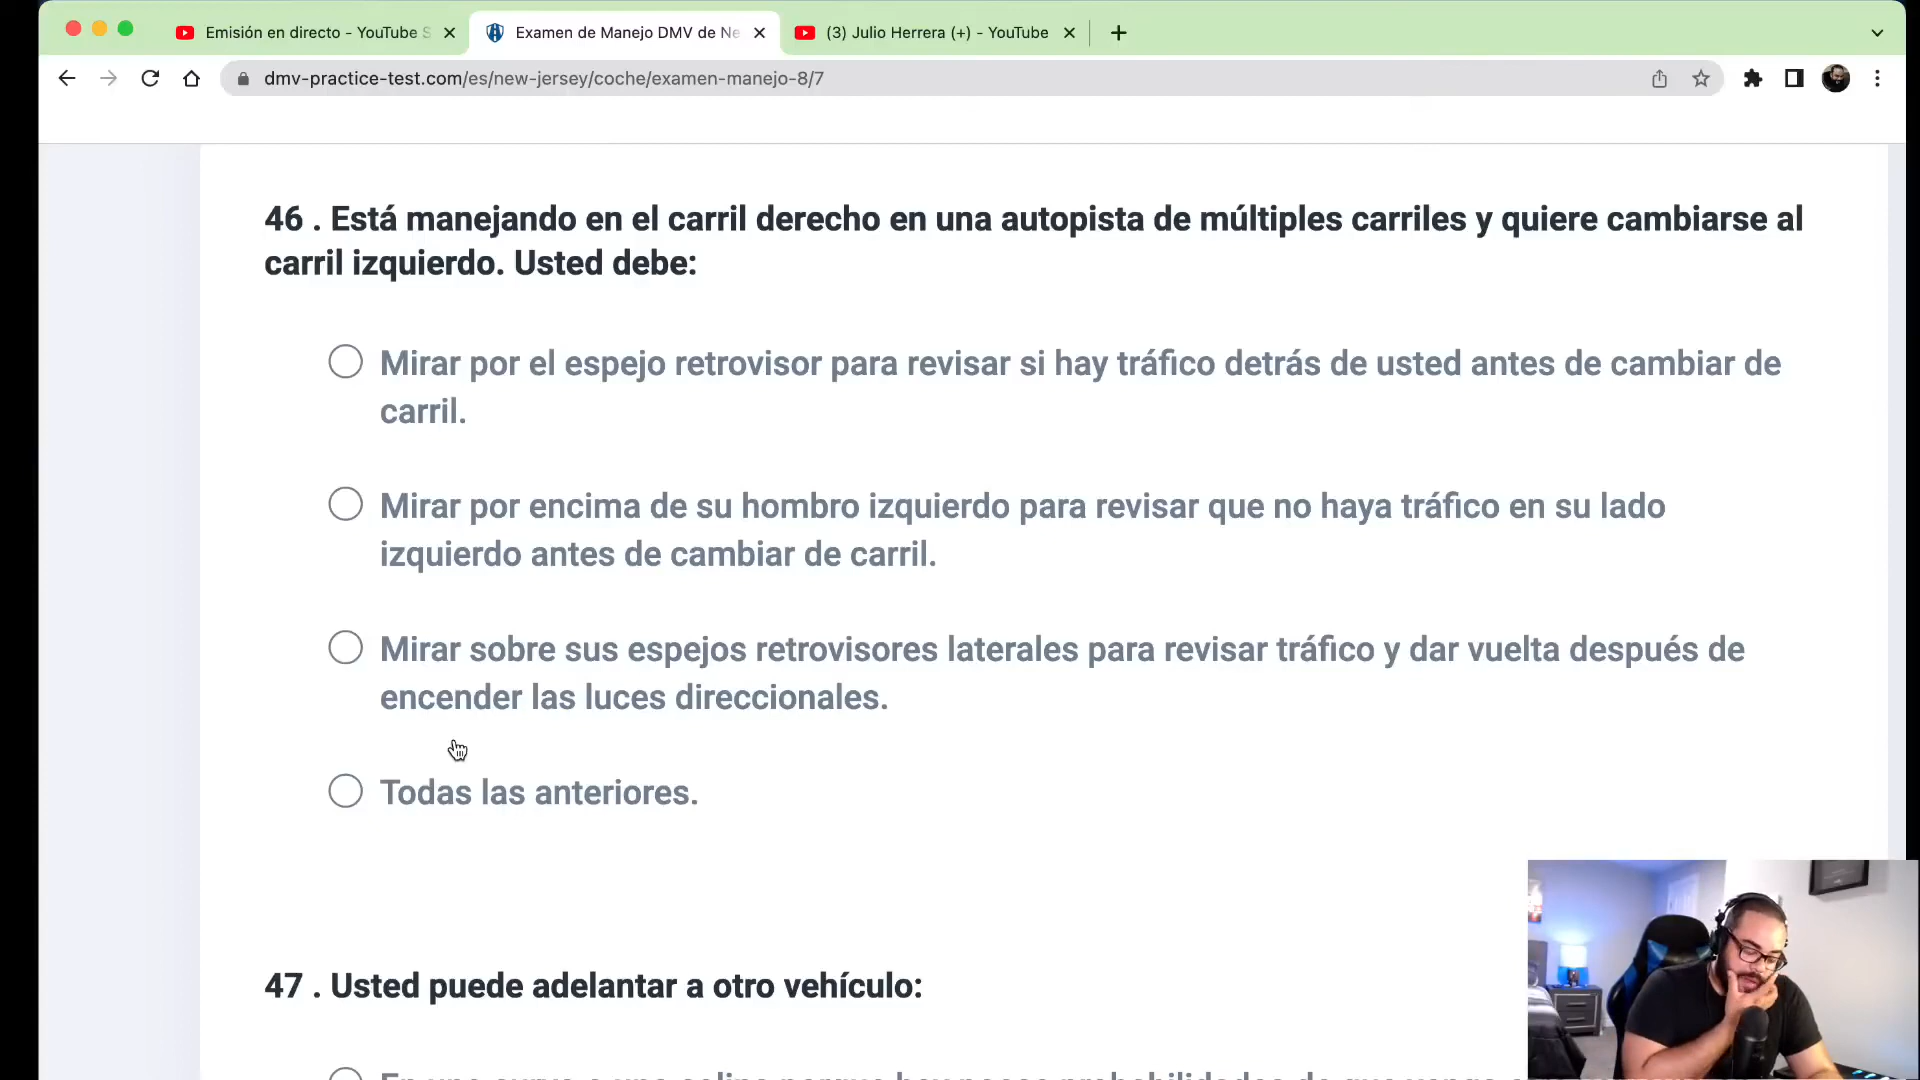 Emisión en directo - YouTube S
Examen de Manejo DMV de Ne
(3) Julio Herrera (+) - YouTube
dmv-practice-test.com/es/new-jersey/coche/examen-manejo-8/7
46 . Está manejando en el carril derecho en una autopista de múltiples carriles y quiere cambiarse al
carril izquierdo. Usted debe:
Mirar por el espejo retrovisor para revisar si hay tráfico detrás de usted antes de cambiar de
carril.
Mirar por encima de su hombro izquierdo para revisar que no haya tráfico en su lado
izquierdo antes de cambiar de carril.
Mirar sobre sus espejos retrovisores laterales para revisar tráfico y dar vuelta después de
encender las luces direccionales.
Todas las anteriores.
47 . Usted puede adelantar a otro vehículo: